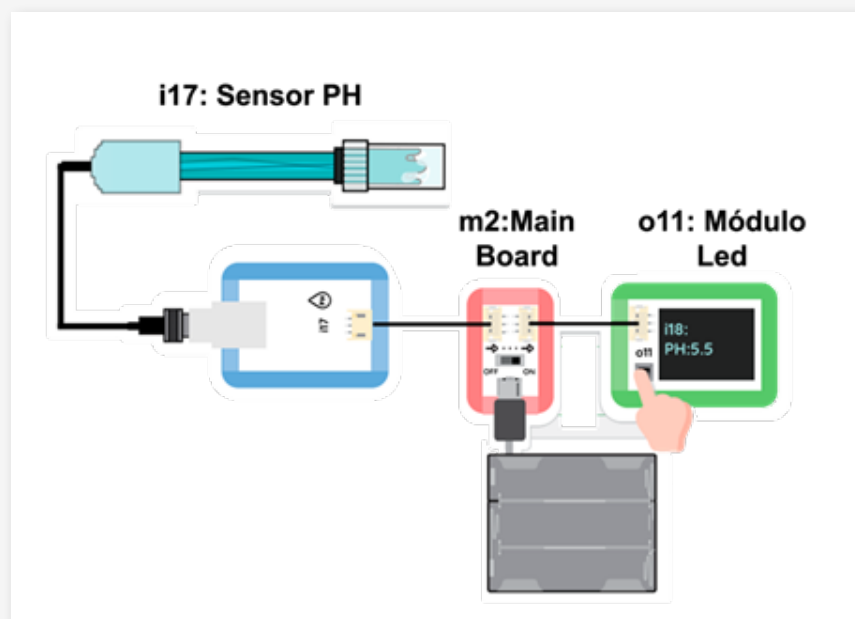 i17: Sensor PH
m2:Main
Board
o11: Módulo
Led
i17
OFF ON
o11
i18:
PH:5.5